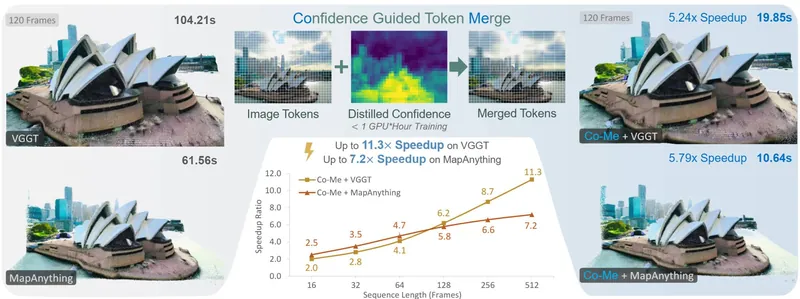 120 Frames
104.21s
VGGT
61.56s
MapAnything
Confidence Guided Token Merge
Image Tokens
Distilled Confidence
< 1 GPU*Hour Training
Merged Tokens
Up to 11.3× Speedup on VGGT
Up to 7.2× Speedup on MapAnything
Co-Me + VGGT
Co-Me + MapAnything
Speedup Ratio
12.0
10.0
8.0
6.0
4.0
2.0
0.0
2.5
3.5
4.7
6.2
8.7
11.3
2.0
2.8
4.1
5.8
6.6
7.2
16
32
64
128
256
512
Sequence Length (Frames)
120 Frames
5.24x Speedup 19.85s
Co-Me + VGGT
5.79x Speedup 10.64s
Co-Me + MapAnything